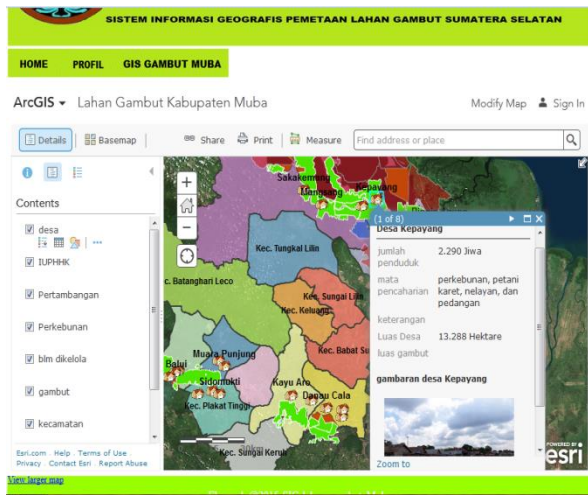 SISTEM INFORMASI GEOGRAFIS PEMETAAN LAHAN GAMBUT SUMATERA SELATAN
HOME PROFIL GIS GAMBUT MUBA
ArcGIS Lahan Gambut Kabupaten Muba Modify Map Sign In
Details Basemap Share Print Measure Find address or place
Contents
desa
IUPHHK
Pertambangan
Perkebunan
blm dikelola
gambut
kecamatan
Esri.com . Help . Terms of Use .
Privacy . Contact Esri . Report Abuse
Sakakemang
Mangsang
Kepayang
Kec. Tungkal Lilin
c. Batanghari Leco
Kec. Sungai Lilin
Kec. Keluang
Kec. Babat Su
Muara Punjung
Balui
Sidomukti
Kayu Aro
Danau Cala
Kec. Plakat Tinggi
Kec. Sungai Keruh
(1 of 8)
Desa Kepayang
jumlah penduduk 2.290 Jiwa
mata pencaharian perkebunan, petani
karet, nelayan, dan
pedangan
keterangan
Luas Desa 13.288 Hektare
luas gambut
gambaran desa Kepayang
Zoom to
POWERED BY
esri
View larger map